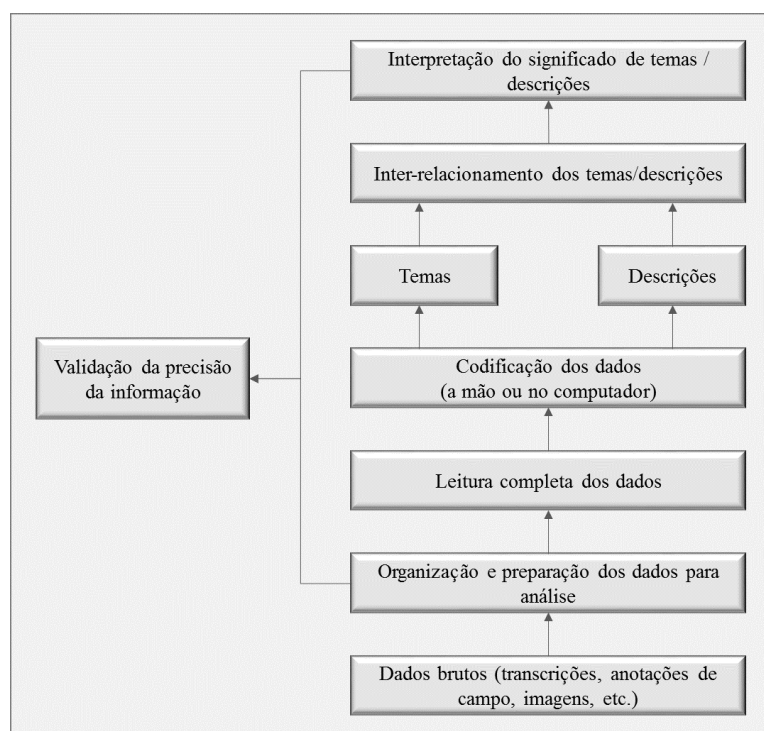 Interpretação do significado de temas /
descrições
Inter-relacionamento dos temas/descrições
Temas
Descrições
Validação da precisão
da informação
Codificação dos dados
(a mão ou no computador)
Leitura completa dos dados
Organização e preparação dos dados para
análise
Dados brutos (transcrições, anotações de
campo, imagens, etc.)